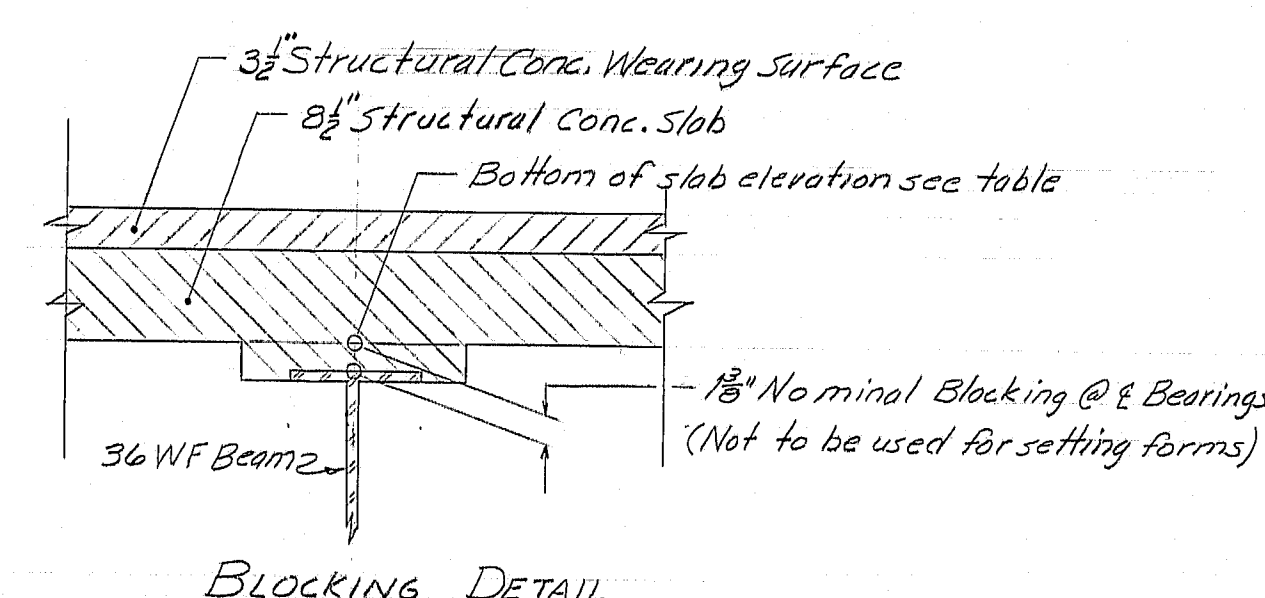 3½" Structural Conc. Wearing Surface
8½" Structural Conc. Slab
Bottom of slab elevation see table
1⅜" Nominal Blocking @ ℄ Bearings
(Not to be used for setting forms)
36 WF Beam
BLOCKING DETAIL